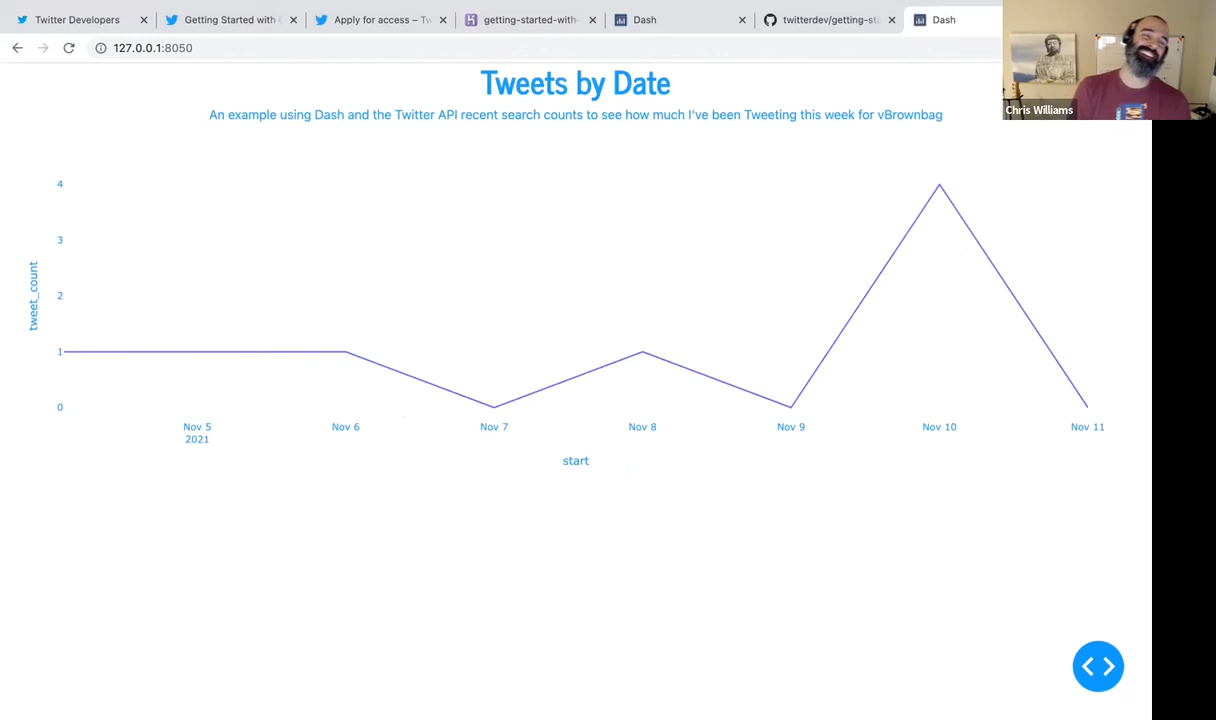 Twitter Developers
Getting Started with
Apply for access – Tw
getting-started-with-
Dash
twitterdev/getting-st
Dash
127.0.0.1:8050
Chris Williams
Tweets by Date
An example using Dash and the Twitter API recent search counts to see how much I've been Tweeting this week for vBrownbag
4
3
2
1
0
tweet_count
Nov 5
2021
Nov 6
Nov 7
Nov 8
Nov 9
Nov 10
Nov 11
start